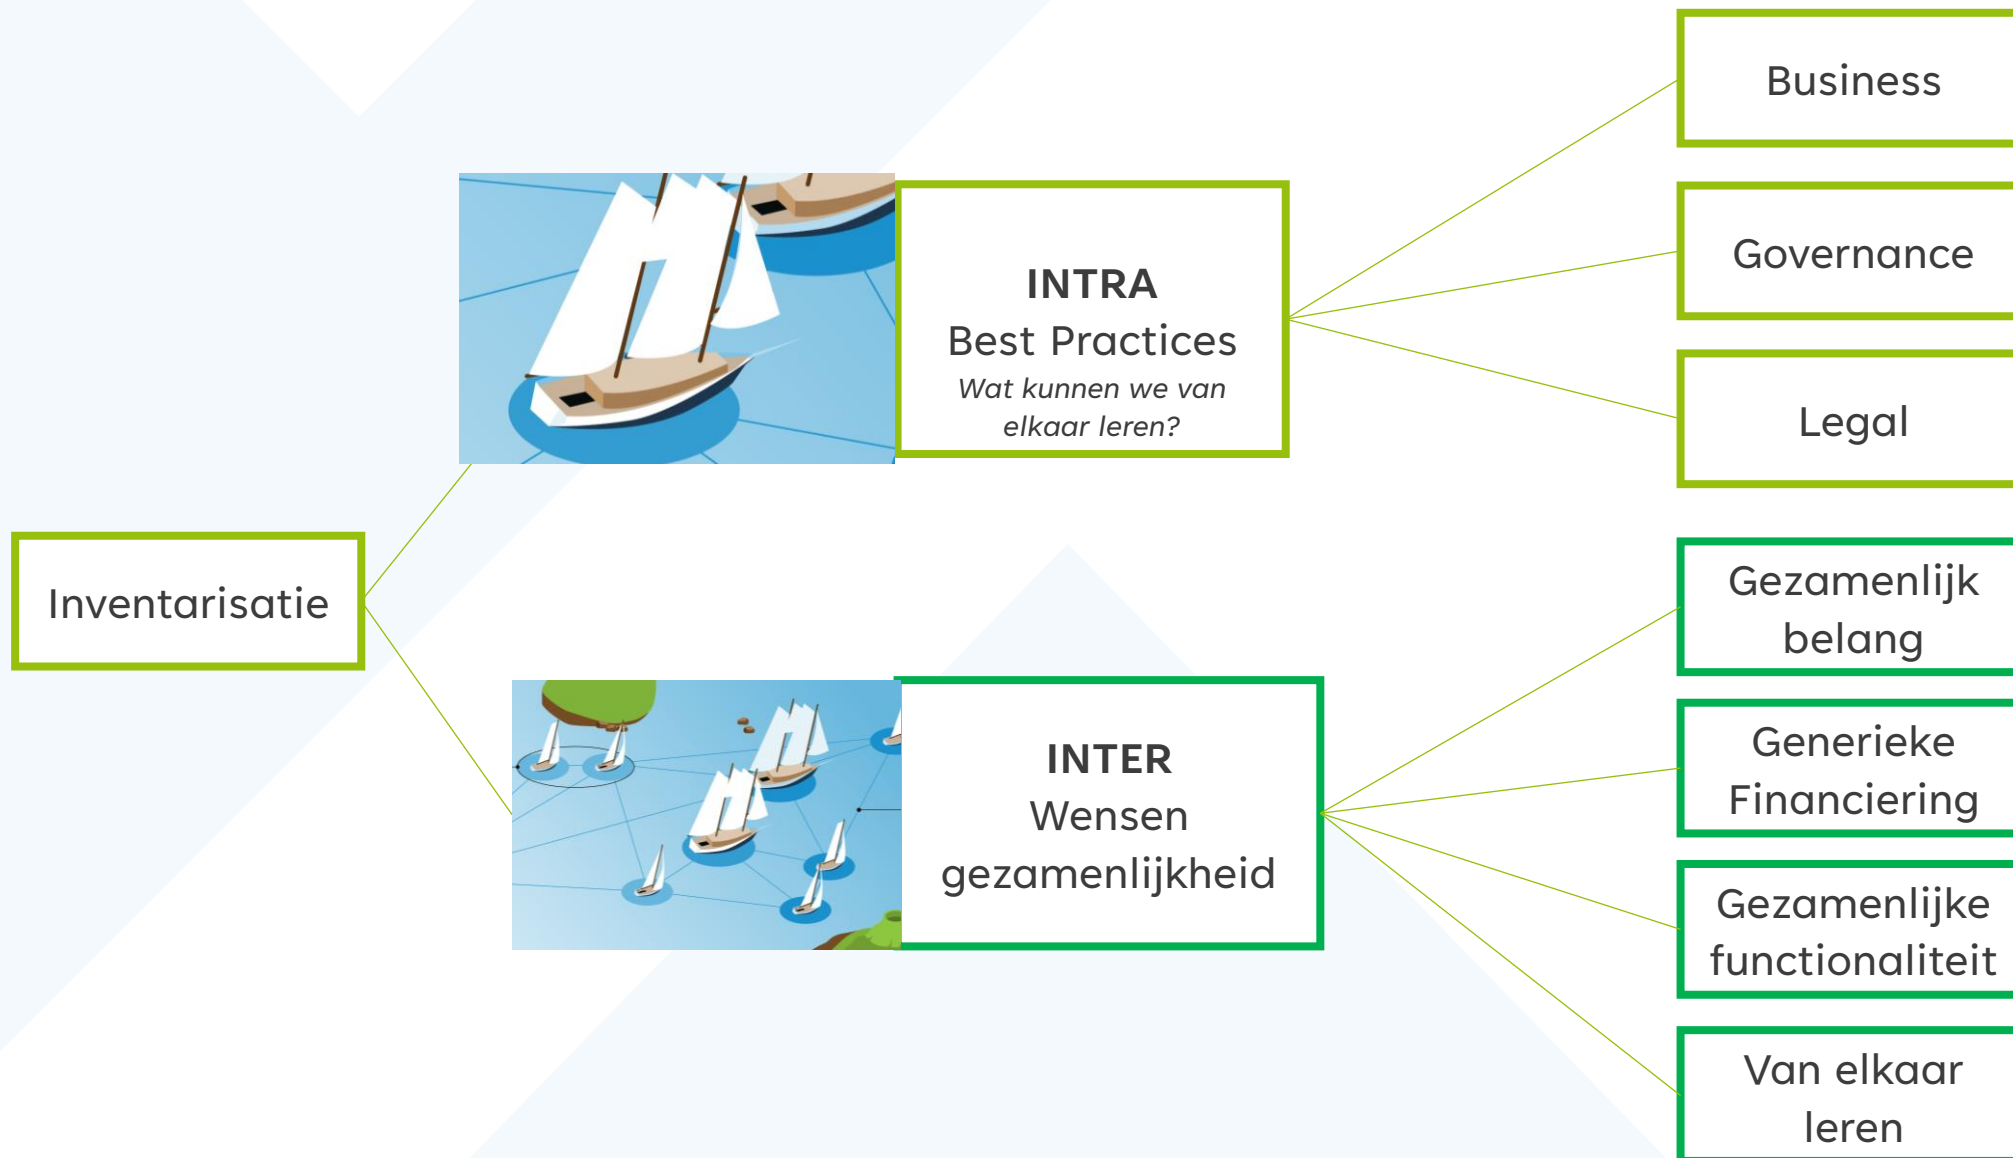 Inventarisatie
INTRA
Best Practices
Wat kunnen we van
elkaar leren?
Business
Governance
Legal
INTER
Wensen
gezamenlijkheid
Gezamenlijk
belang
Generieke
Financiering
Gezamenlijke
functionaliteit
Van elkaar
leren